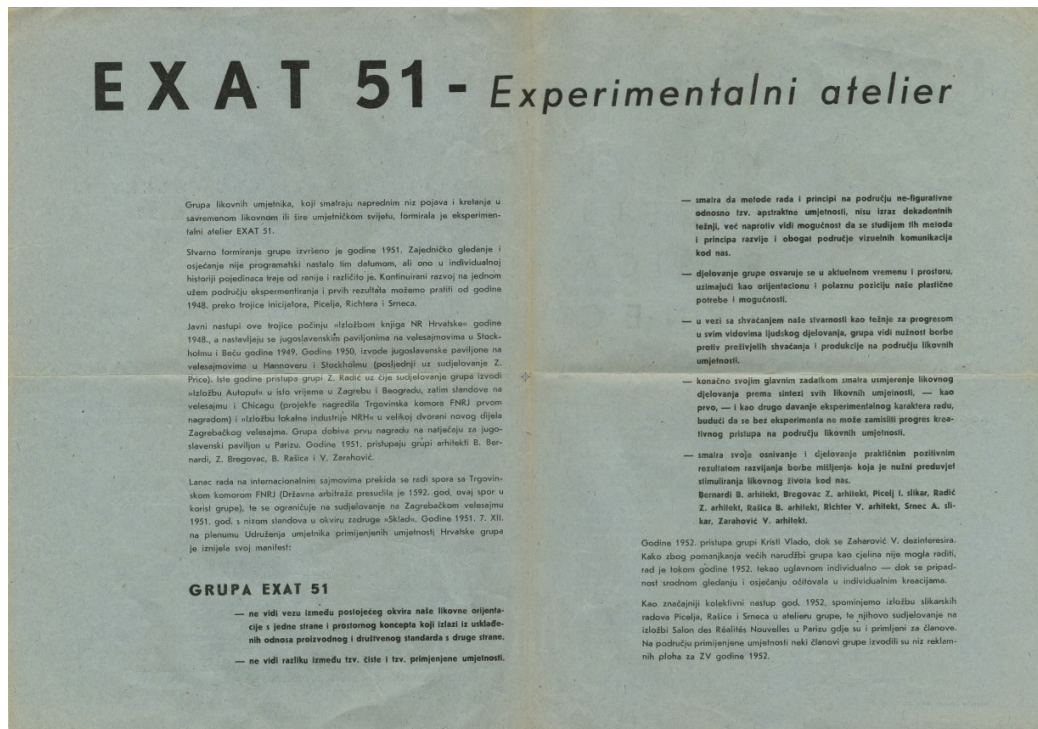 EXAT 51 - Experimentalni atelier
Grupa likovnih umjetnika, koji smatraju naprednim niz pojava i kretanja u
savremenom likovnom ili šire umjetničkom svijetu, formirala je eksperimen-
talni atelier EXAT 51.
Stvarno formiranje grupe izvršeno je godine 1951. Zajedničko gledanje i
osjećanje nije programatski nastalo tim datumom, ali ono u individualnoj
historiji pojedinaca traje od ranije i različito je. Kontinuirani razvoj na jednom
užem području ekspermentiranja i prvih rezultata možemo pratiti od godine
1948. preko trojice inicijatora, Picelja, Richtera i Srneca.
Javni nastupi ove trojice počinju »Izložbom knjiga NR Hrvatske« godine
1948., a nastavljaju se jugoslavenskim paviljonima na velesajmovima u Stock-
holmu i Beču godine 1949. Godine 1950, izvode jugoslavenske paviljone na
velesajmovima u Hannoveru i Stockholmu (posljednji uz sudjelovanje Z.
Price). Iste godine pristupa grupi Z. Radić uz čije sudjelovanje grupa izvodi
»Izložbu Autoput« u isto vrijeme u Zagrebu i Beogradu, zatim standove na
velesajmu i Chicagu (projekte nagradila Trgovinska komora FNRJ prvom
nagradom) i »Izložbu lokalne industrije NRH« u velikoj dvorani novog dijela
Zagrebačkog velesajma. Grupa dobiva prvu nagradu na natječaju za jugo-
slavenski paviljon u Parizu. Godine 1951. pristupaju grupi arhitekti B. Ber-
nardi, Z. Bregovac, B. Rašica i V. Zarahović.
Lanac rada na internacionalnim sajmovima prekida se radi spora sa Trgovin-
skom komorom FNRJ (Državna arbitraža presudila je 1592. god. ovaj spor u
korist grupe), te se ograničuje na sudjelovanje na Zagrebačkom velesajmu
1951. god. s nizom standova u okviru zadruge »Sklad«. Godine 1951. 7. XII.
na plenumu Udruženja umjetnika primijenjenih umjetnosti Hrvatske grupa
je iznijela svoj manifest:
GRUPA EXAT 51
— ne vidi vezu između postojećeg okvira naše likovne orijenta-
cije s jedne strane i prostornog koncepta koji izlazi iz usklađe-
nih odnosa proizvodnog i društvenog standarda s druge strane.
— ne vidi razliku između tzv. čiste i tzv. primjenjene umjetnosti.
— smatra da metode rada i principi na području ne-figurativne
odnosno tzv. apstraktne umjetnosti, nisu izraz dekadentnih
težnji, već naprotiv vidi mogućnost da se studijem tih metoda
i principa razvije i obogati područje vizuelnih komunikacija
kod nas.
— djelovanje grupe ostvaruje se u aktuelnom vremenu i prostoru,
uzimajući kao orijentacionu i polaznu poziciju naše plastične
potrebe i mogućnosti.
— u vezi sa shvaćanjem naše stvarnosti kao težnje za progresom
u svim vidovima ljudskog djelovanja, grupa vidi nužnost borbe
protiv preživjelih shvaćanja i produkcije na području likovnih
umjetnosti.
— konačno svojim glavnim zadatkom smatra usmjerenje likovnog
djelovanja prema sintezi svih likovnih umjetnosti, — kao
prvo, — i kao drugo davanje eksperimentalnog karaktera radu,
budući da se bez eksperimenta ne može zamisliti progres krea-
tivnog pristupa na području likovnih umjetnosti.
— smatra svoje osnivanje i djelovanje praktičnim pozitivnim
rezultatom razvijanja borbe mišljenja, koja je nužni preduvjet
stimuliranja likovnog života kod nas.
Bernardi B. arhitekt, Bregovac Z. arhitekt, Picelj I. slikar, Radić
Z. arhitekt, Rašica B. arhitekt, Richter V. arhitekt, Srnec A. sli-
kar, Zarahović V. arhitekt.
Godine 1952. pristupa grupi Kristl Vlado, dok se Zaharović V. dezinteresira.
Kako zbog pomanjkanja većih narudžbi grupa kao cjelina nije mogla raditi,
rad je tokom godine 1952. tekao uglavnom individualno — dok se pripad-
nost srodnom gledanju i osjećanju očitovala u individualnim kreacijama.
Kao značajniji kolektivni nastup god. 1952. spominjemo izložbu slikarskih
radova Picelja, Rašice i Srneca u atelieru grupe, te njihovo sudjelovanje na
izložbi Salon des Réalités Nouvelles u Parizu gdje su i primljeni za članove.
Na području primijenjene umjetnosti neki članovi grupe izvodili su niz reklam-
nih ploha za ZV godine 1952.